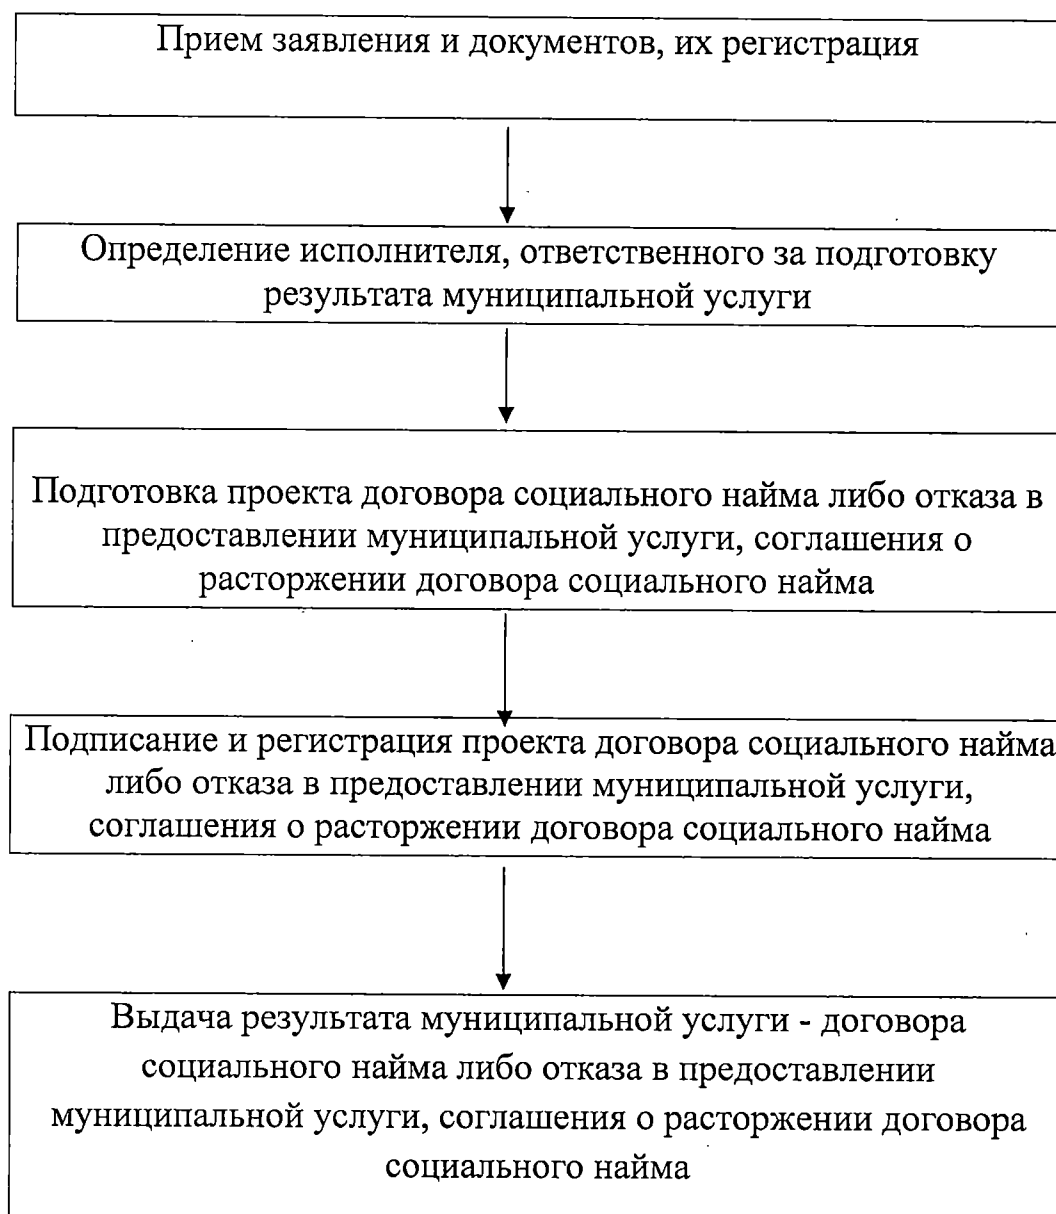 Прием заявления и документов, их регистрация
Определение исполнителя, ответственного за подготовку
результата муниципальной услуги
Подготовка проекта договора социального найма либо отказа в
предоставлении муниципальной услуги, соглашения о
расторжении договора социального найма
Подписание и регистрация проекта договора социального найма
либо отказа в предоставлении муниципальной услуги,
соглашения о расторжении договора социального найма
Выдача результата муниципальной услуги - договора
социального найма либо отказа в предоставлении
муниципальной услуги, соглашения о расторжении договора
социального найма